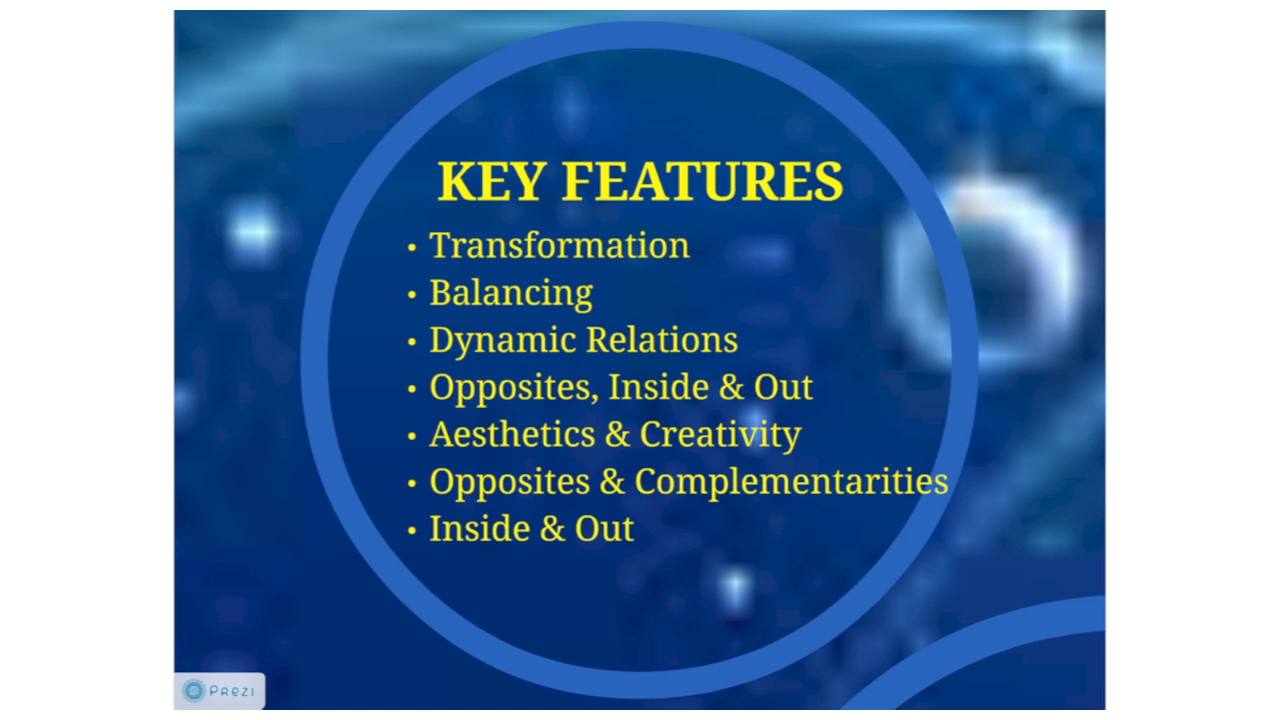 KEY FEATURES
• Transformation
• Balancing
• Dynamic Relations
• Opposites, Inside & Out
• Aesthetics & Creativity
• Opposites & Complementarities
• Inside & Out
Prezi